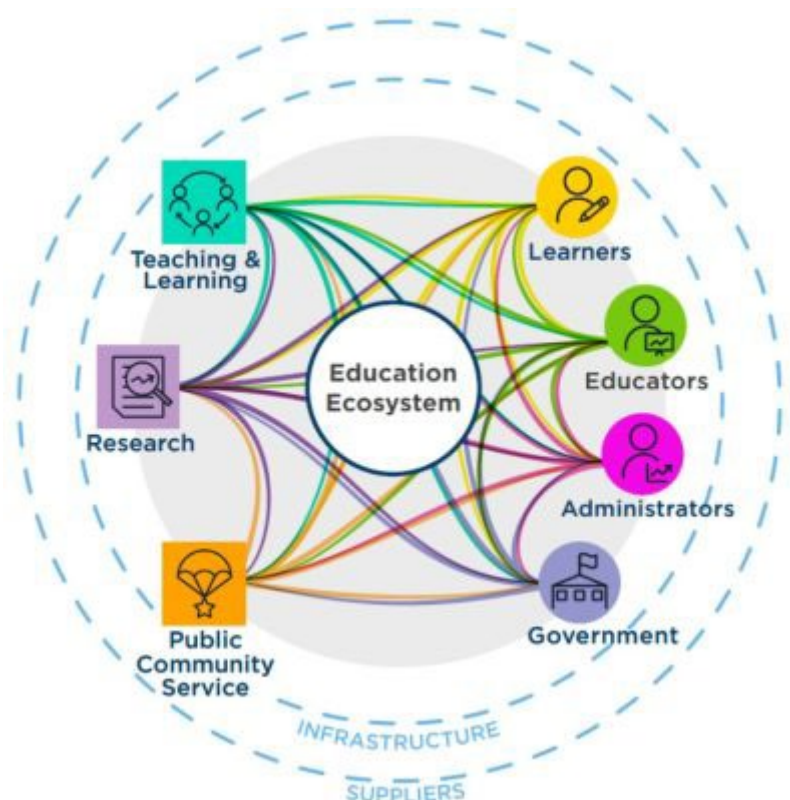 Teaching &
Learning
Learners
Education
Ecosystem
Educators
Research
Administrators
Public
Community
Service
Government
INFRASTRUCTURE
SUPPLIERS